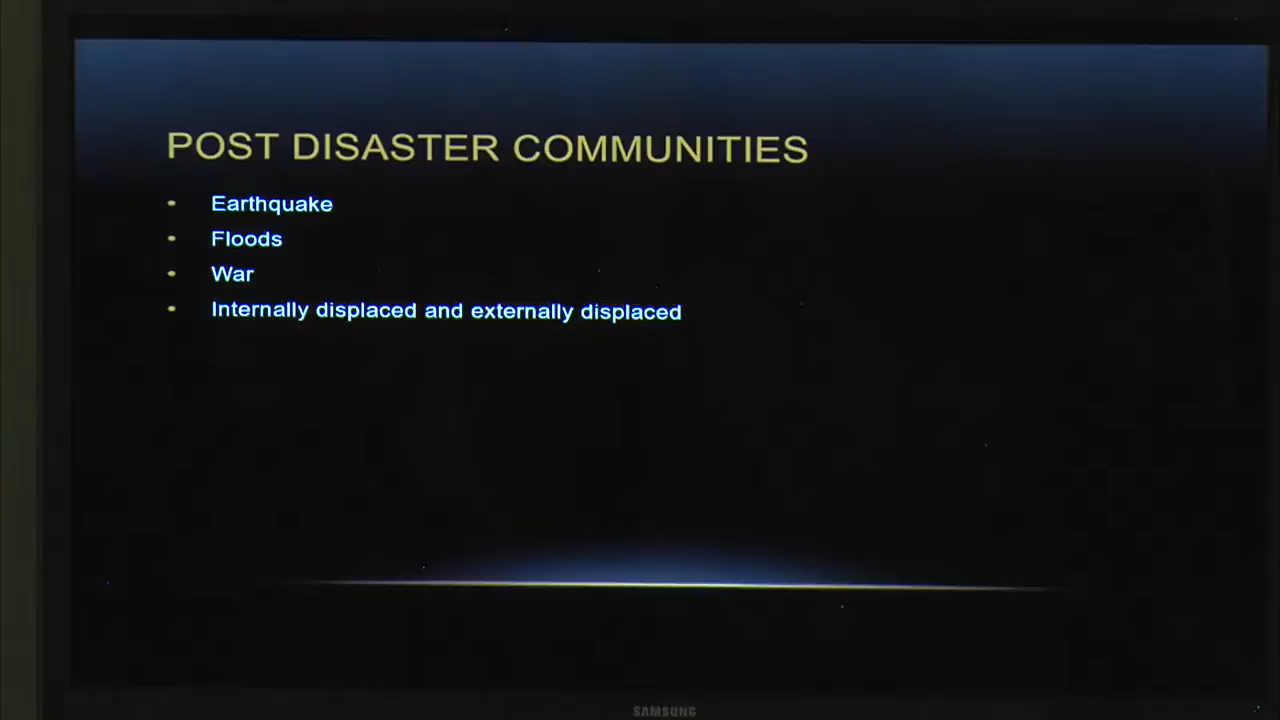 POST DISASTER COMMUNITIES
• Earthquake
• Floods
• War
• Internally displaced and externally displaced
SAMSUNG